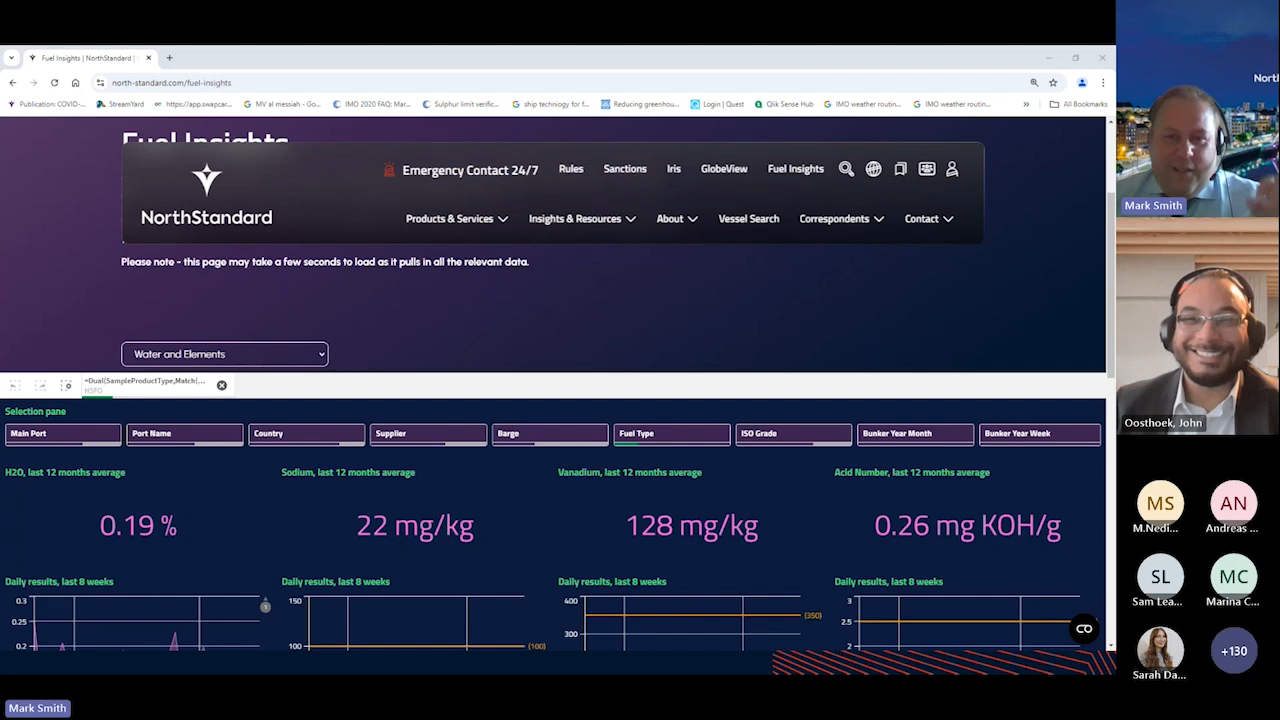 Fuel Insights | NorthStandard |
north-standard.com/fuel-insights
Publication: COVID-...
StreamYard
https://app.swapcar...
MV al messiah - Go...
IMO 2020 FAQ: Mar...
Sulphur limit verific...
ship technology for f...
Reducing greenhou...
Login | Quest
Qlik Sense Hub
IMO weather routin...
IMO weather routin...
All Bookmarks
Fuel Insights
Emergency Contact 24/7
Rules
Sanctions
Iris
GlobeView
Fuel Insights
NorthStandard
Products & Services
Insights & Resources
About
Vessel Search
Correspondents
Contact
Please note - this page may take a few seconds to load as it pulls in all the relevant data.
Water and Elements
=Dual(SampleProductType,Match(...
HSFO
Selection pane
Main Port
Port Name
Country
Supplier
Barge
Fuel Type
ISO Grade
Bunker Year Month
Bunker Year Week
H2O, last 12 months average
Sodium, last 12 months average
Vanadium, last 12 months average
Acid Number, last 12 months average
0.19 %
22 mg/kg
128 mg/kg
0.26 mg KOH/g
Daily results, last 8 weeks
Daily results, last 8 weeks
Daily results, last 8 weeks
Daily results, last 8 weeks
0.3
0.25
0.2
1
150
100
(100)
400
300
(350)
3
2.5
2
North
Mark Smith
Oosthoek, John
MS
M.Nedi...
AN
Andreas ...
SL
Sam Lea...
MC
Marina C...
Sarah Da...
+130
Mark Smith